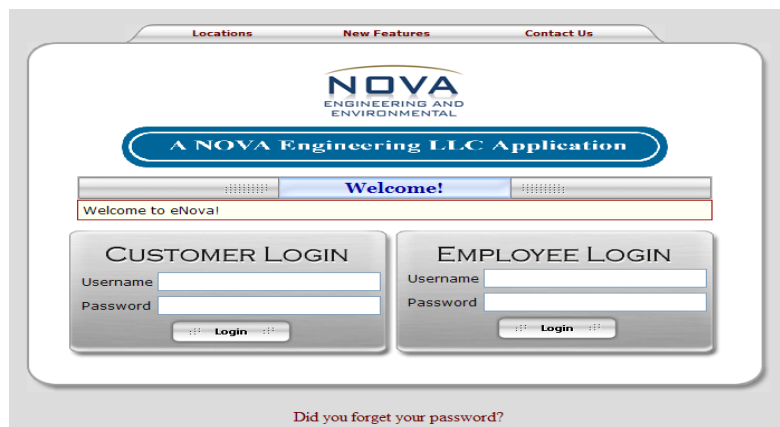 Locations New Features Contact Us
NOVA
ENGINEERING AND
ENVIRONMENTAL
A NOVA Engineering LLC Application
Welcome!
Welcome to eNova!
CUSTOMER LOGIN
Username
Password
Login
EMPLOYEE LOGIN
Username
Password
Login
Did you forget your password?